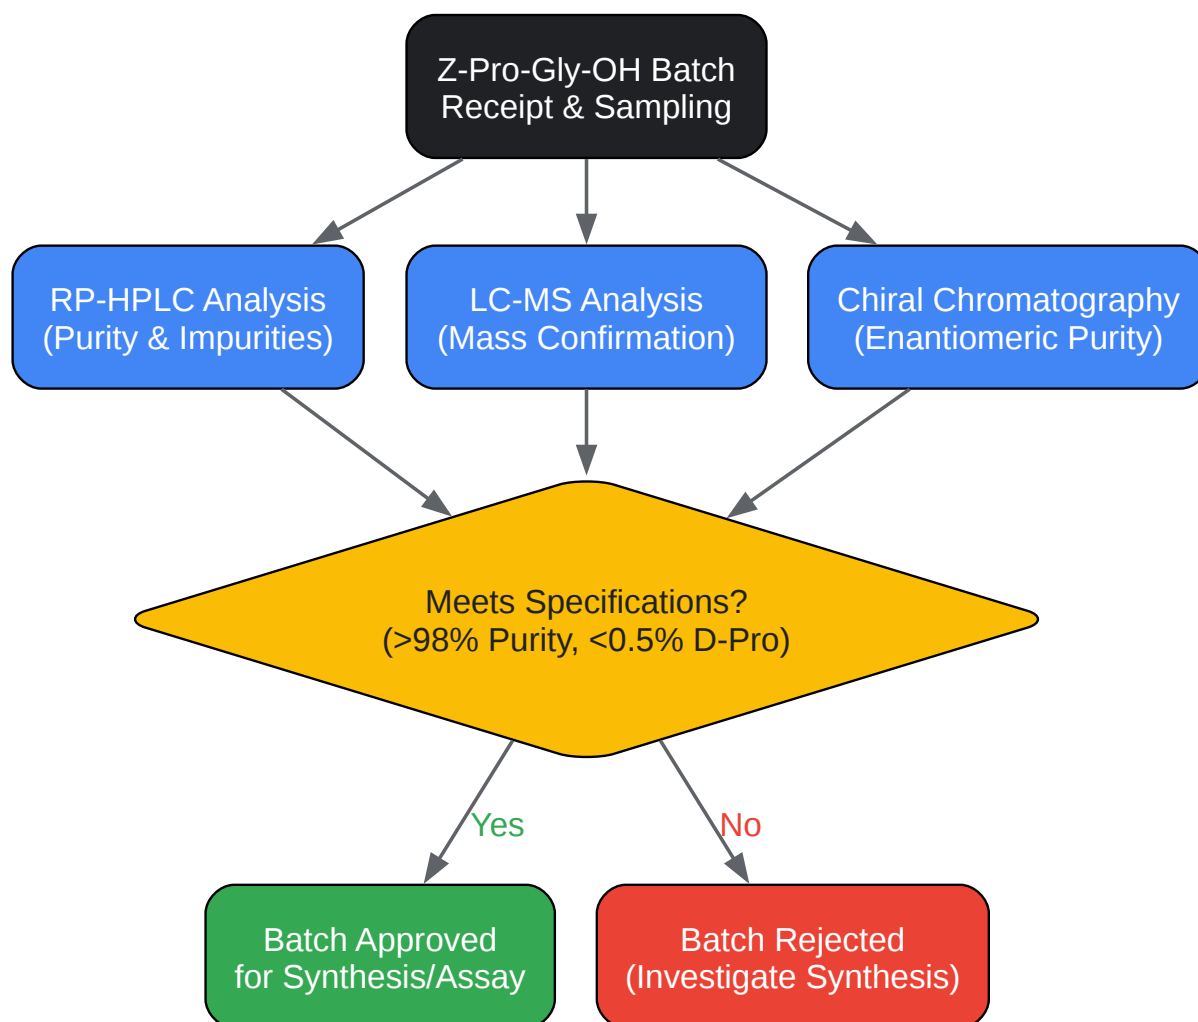 Z-Pro-Gly-OH Batch
Receipt & Sampling
RP-HPLC Analysis
(Purity & Impurities)
LC-MS Analysis
(Mass Confirmation)
Chiral Chromatography
(Enantiomeric Purity)
Meets Specifications?
(>98% Purity, <0.5% D-Pro)
Yes
No
Batch Approved
for Synthesis/Assay
Batch Rejected
(Investigate Synthesis)